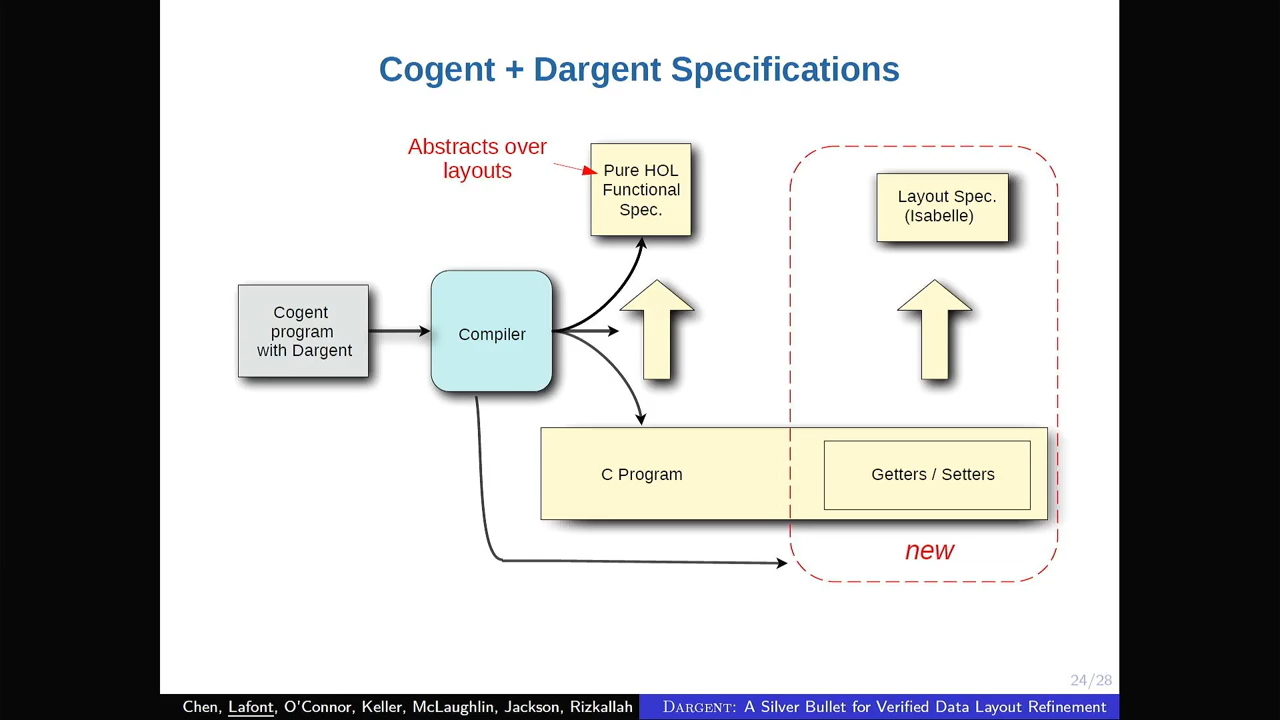 Cogent + Dargent Specifications
Abstracts over
layouts
Pure HOL
Functional
Spec.
Layout Spec.
(Isabelle)
Cogent
program
with Dargent
Compiler
C Program
Getters / Setters
new
24/28
Chen, Lafont, O'Connor, Keller, McLaughlin, Jackson, Rizkallah
DARGENT: A Silver Bullet for Verified Data Layout Refinement